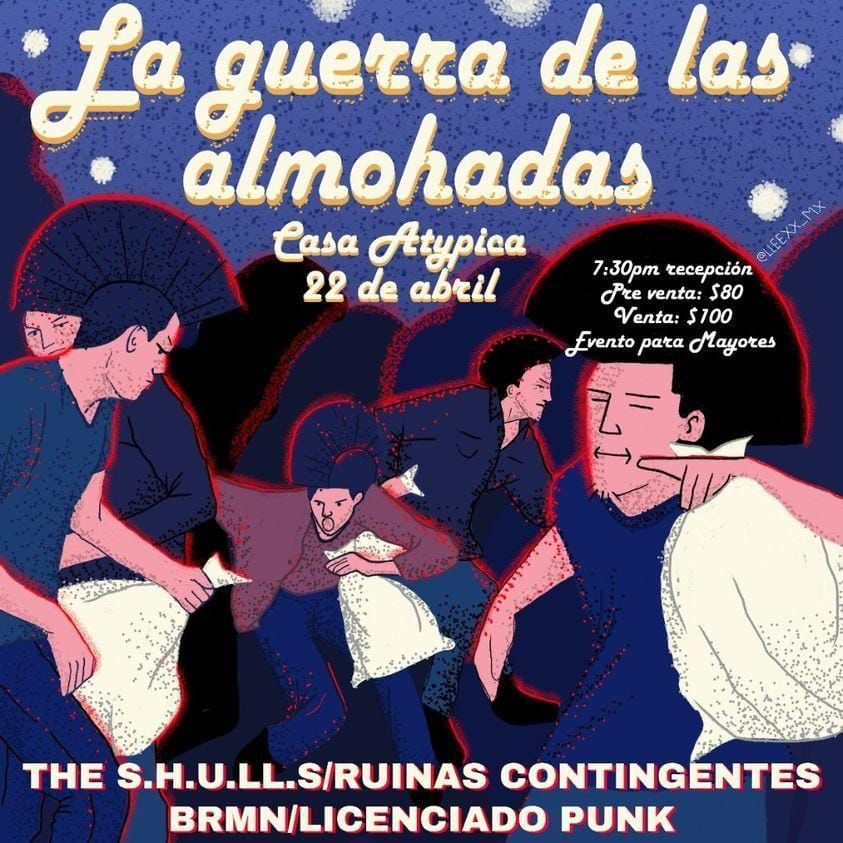 La guerra de las
almohadas
Casa Atypica
22 de abril
@LLEEXX_MX
7:30pm recepción
Pre venta: $80
Venta: $100
Evento para Mayores
THE S.H.U.LL.S/RUINAS CONTINGENTES
BRMN/LICENCIADO PUNK